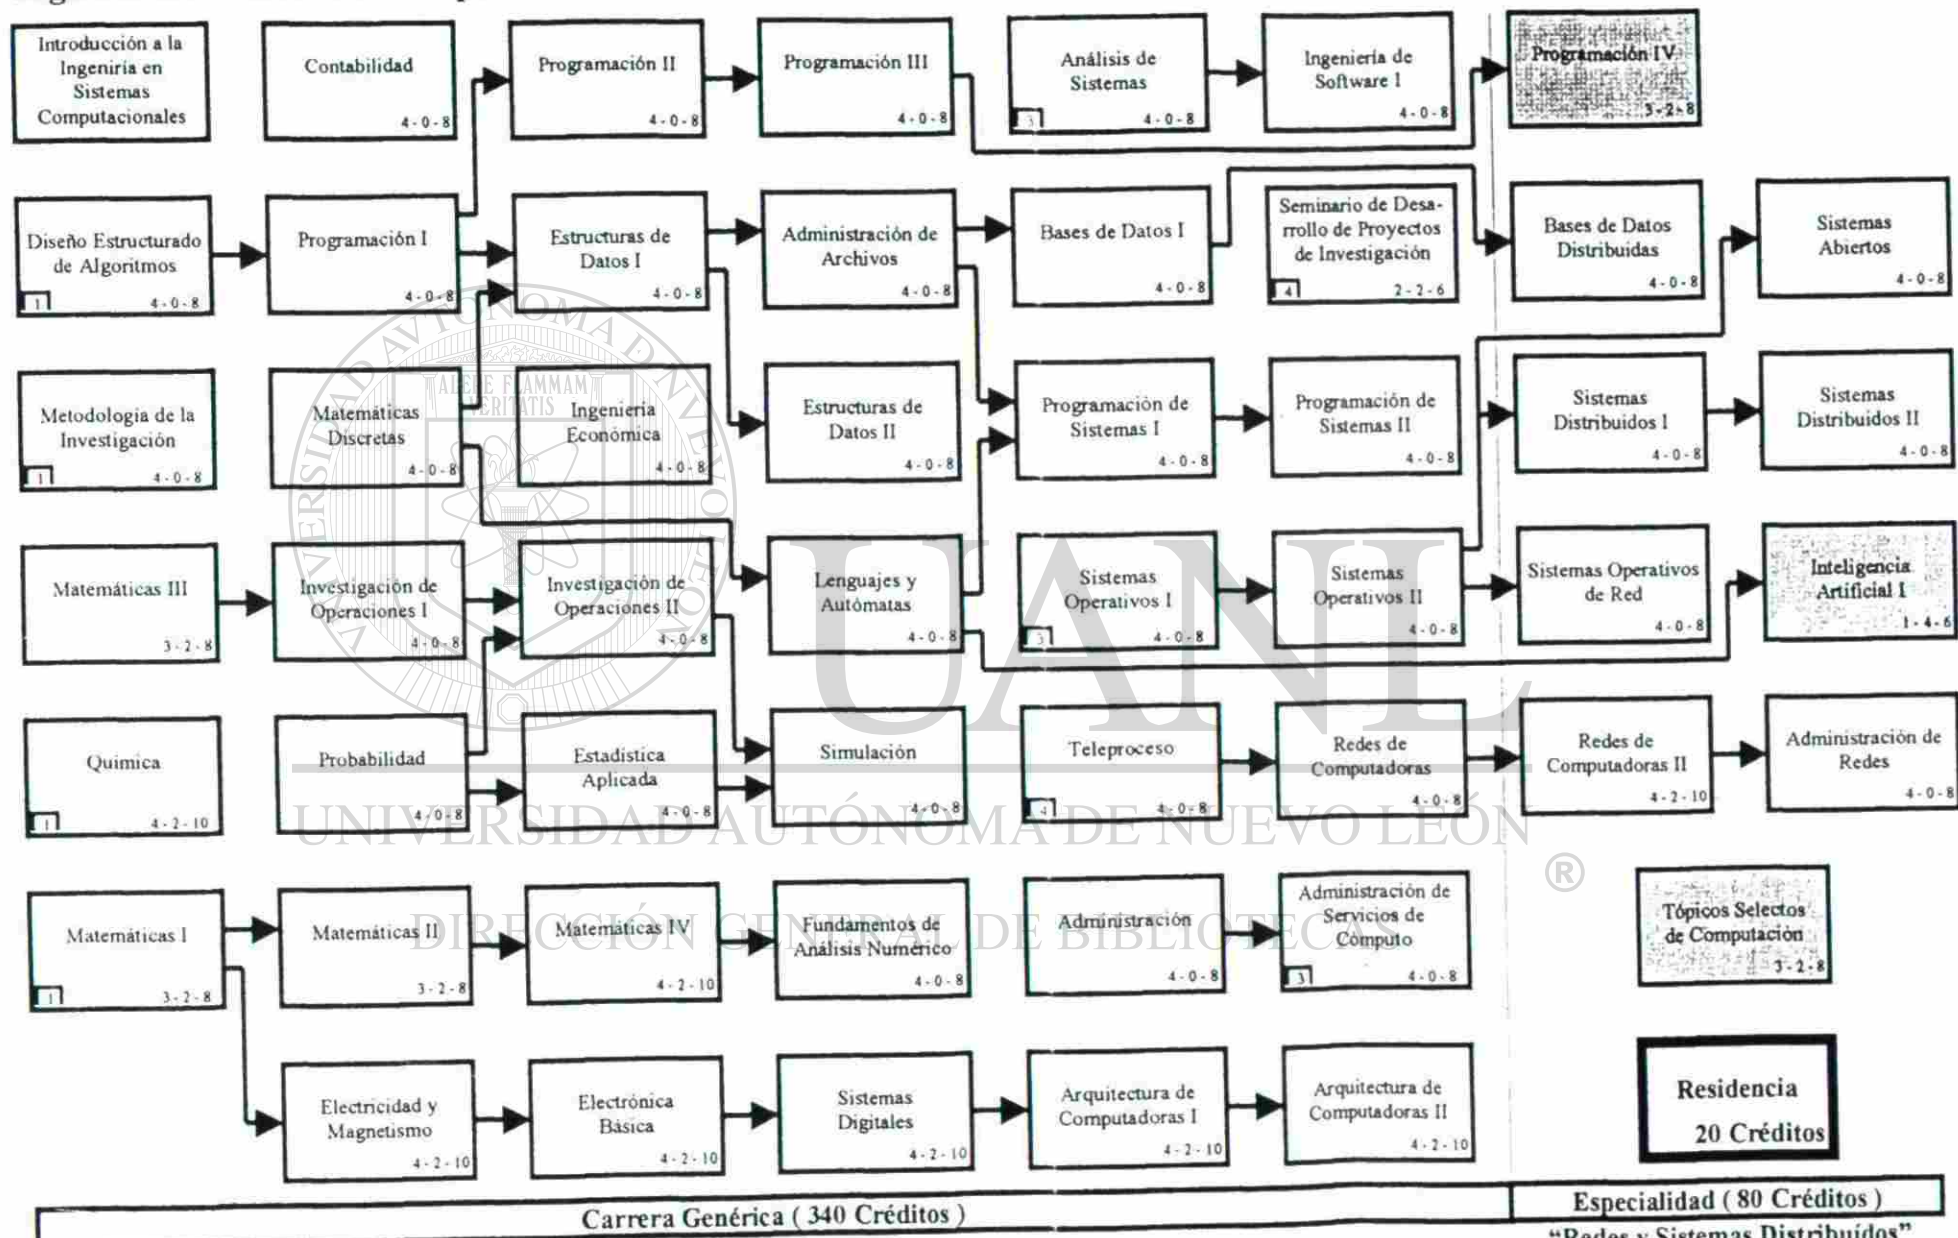 Introducción a la
Ingeniría en
Sistemas
Computacionales
Contabilidad
4 - 0 - 8
Programación II
4 - 0 - 8
Programación III
4 - 0 - 8
Análisis de
Sistemas
3
4 - 0 - 8
Ingeniería de
Software I
4 - 0 - 8
Programación IV
3 - 2 - 8
Diseño Estructurado
de Algoritmos
1
4 - 0 - 8
Programación I
4 - 0 - 8
Estructuras de
Datos I
4 - 0 - 8
Administración de
Archivos
4 - 0 - 8
Bases de Datos I
4 - 0 - 8
Seminario de Desa-
rrollo de Proyectos
de Investigación
4
2 - 2 - 6
Bases de Datos
Distribuidas
4 - 0 - 8
Sistemas
Abiertos
4 - 0 - 8
Metodología de la
Investigación
1
4 - 0 - 8
Matemáticas
Discretas
4 - 0 - 8
Ingeniería
Económica
4 - 0 - 8
Estructuras de
Datos II
4 - 0 - 8
Programación de
Sistemas I
4 - 0 - 8
Programación de
Sistemas II
4 - 0 - 8
Sistemas
Distribuidos I
4 - 0 - 8
Sistemas
Distribuidos II
4 - 0 - 8
Matemáticas III
3 - 2 - 8
Investigación de
Operaciones I
4 - 0 - 8
Investigación de
Operaciones II
4 - 0 - 8
Lenguajes y
Autómatas
4 - 0 - 8
Sistemas
Operativos I
3
4 - 0 - 8
Sistemas
Operativos II
4 - 0 - 8
Sistemas Operativos
de Red
4 - 0 - 8
Inteligencia
Artificial I
1 - 4 - 6
Química
1
4 - 2 - 10
Probabilidad
4 - 0 - 8
Estadística
Aplicada
4 - 0 - 8
Simulación
4 - 0 - 8
Teleproceso
4
4 - 0 - 8
Redes de
Computadoras
4 - 0 - 8
Redes de
Computadoras II
4 - 2 - 10
Administración de
Redes
4 - 0 - 8
Matemáticas I
1
3 - 2 - 8
Matemáticas II
3 - 2 - 8
Matemáticas IV
4 - 2 - 10
Fundamentos de
Análisis Numérico
4 - 0 - 8
Administración
4 - 0 - 8
Administración de
Servicios de
Cómputo
3
4 - 0 - 8
Tópicos Selectos
de Computación
3 - 2 - 8
Electricidad y
Magnetismo
4 - 2 - 10
Electrónica
Básica
4 - 2 - 10
Sistemas
Digitales
4 - 2 - 10
Arquitectura de
Computadoras I
4 - 2 - 10
Arquitectura de
Computadoras II
4 - 2 - 10
Residencia
20 Créditos
Carrera Genérica ( 340 Créditos )
Especialidad ( 80 Créditos )
“Redes y Sistemas Distribuídos”
UNIVERSIDAD AUTONOMA D NUEVO LEON
ALERE FLAMMAM
VERITATIS
UANL
UNIVERSIDAD AUTÓNOMA DE NUEVO LEÓN
®
DIRECCIÓN GENERAL DE BIBLIOTECAS